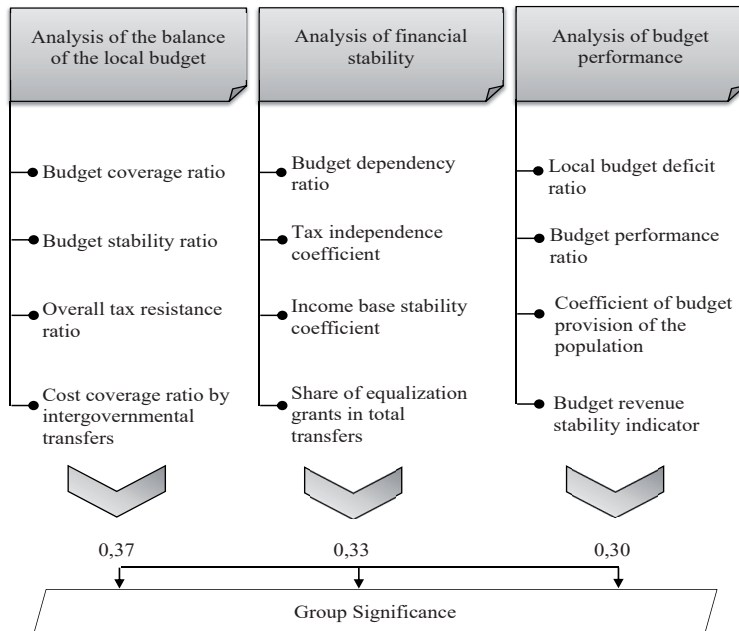 Analysis of the balance
of the local budget
Budget coverage ratio
Budget stability ratio
Overall tax resistance
ratio
Cost coverage ratio by
intergovernmental
transfers
0,37
Analysis of financial
stability
Budget dependency
ratio
Tax independence
coefficient
Income base stability
coefficient
Share of equalization
grants in total
transfers
0,33
Analysis of budget
performance
Local budget deficit
ratio
Budget performance
ratio
Coefficient of budget
provision of the
population
Budget revenue
stability indicator
0,30
Group Significance